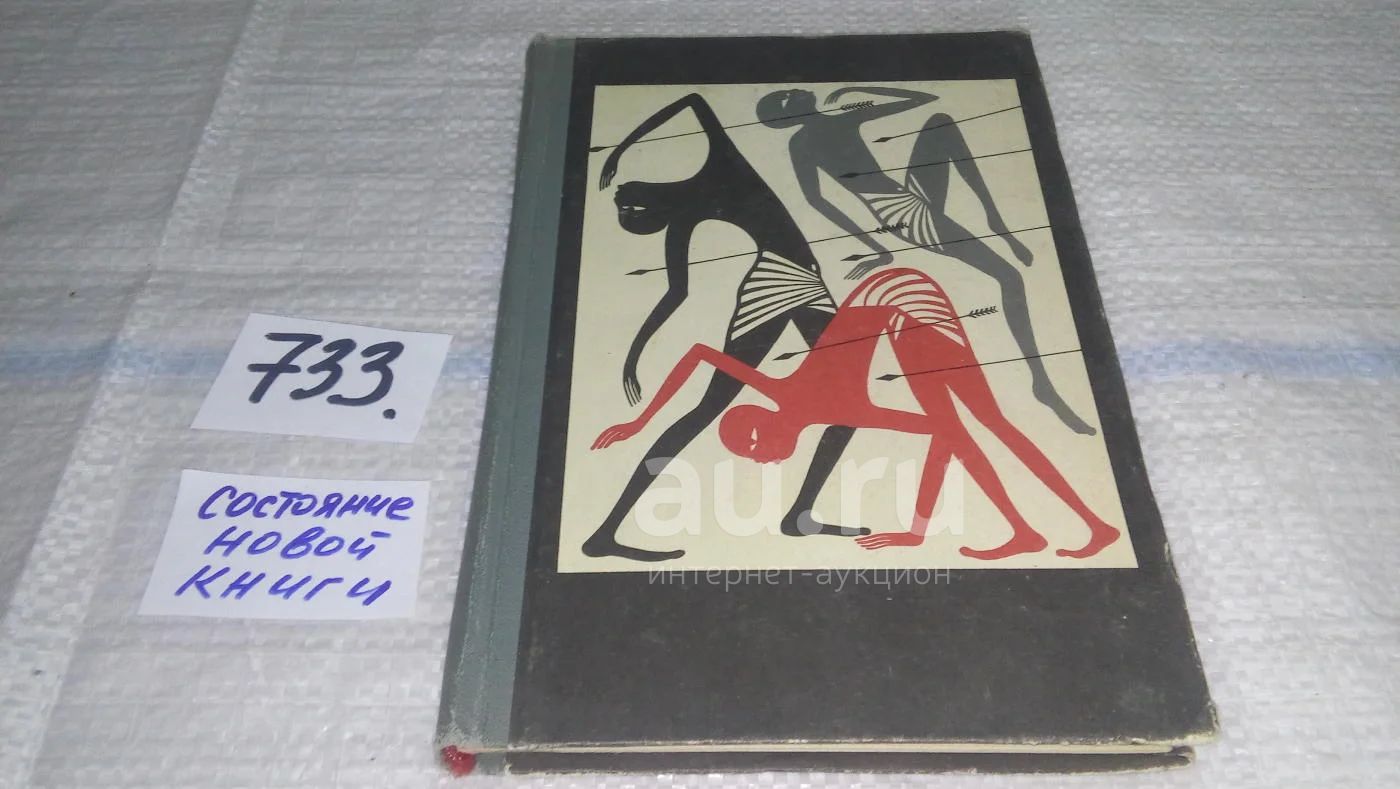 733.
состояние
новой
книги
au.ru
интернет-аукцион